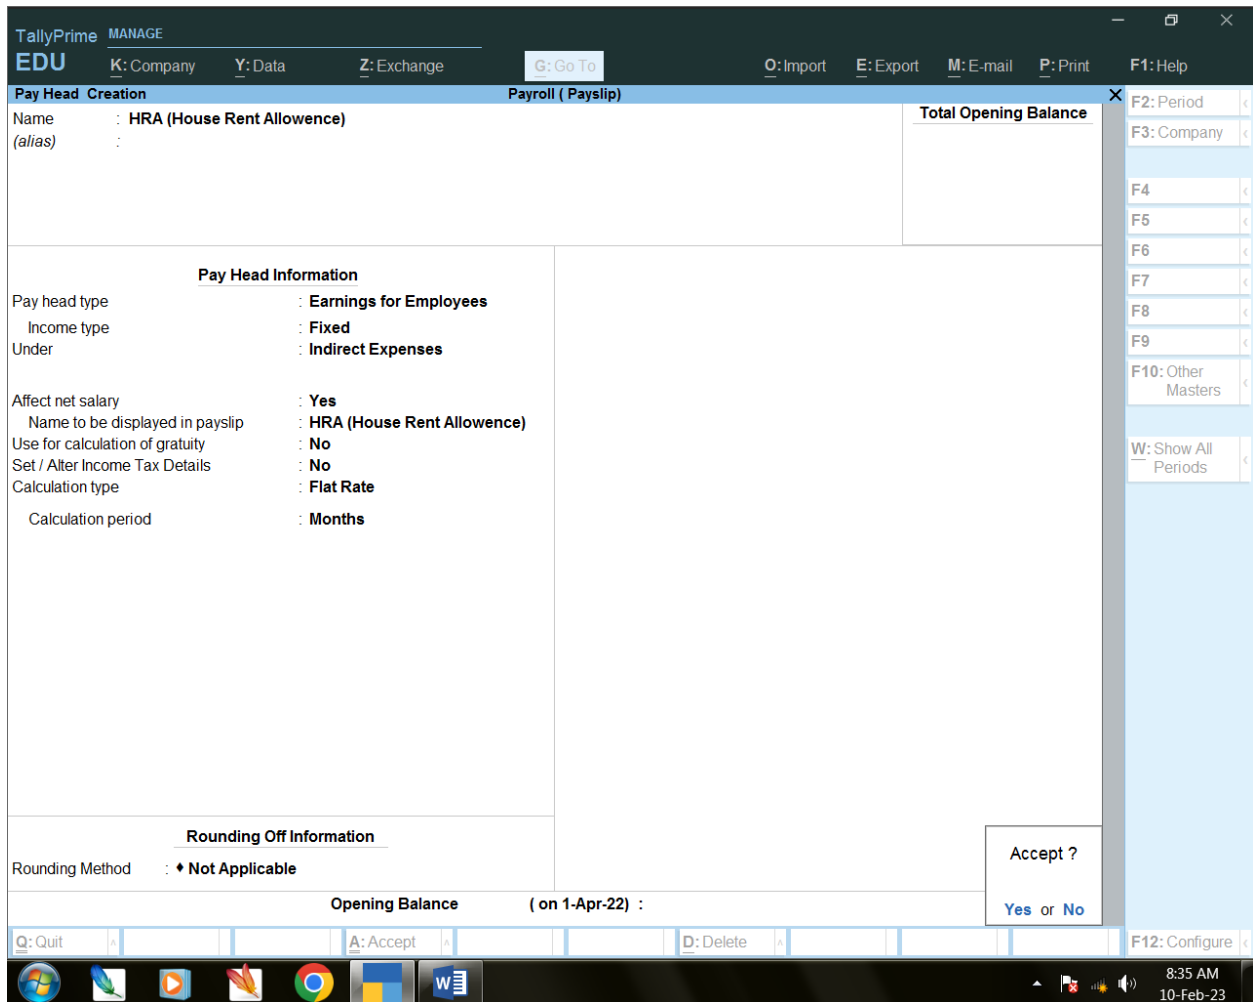 TallyPrime MANAGE
EDU K: Company Y: Data Z: Exchange G: Go To O: Import E: Export M: E-mail P: Print F1: Help
Pay Head Creation Payroll ( Payslip)
Name : HRA (House Rent Allowence)
(alias) :
Total Opening Balance
Pay Head Information
Pay head type : Earnings for Employees
Income type : Fixed
Under : Indirect Expenses
Affect net salary : Yes
Name to be displayed in payslip : HRA (House Rent Allowence)
Use for calculation of gratuity : No
Set / Alter Income Tax Details : No
Calculation type : Flat Rate
Calculation period : Months
Rounding Off Information
Rounding Method : ♦ Not Applicable
Opening Balance ( on 1-Apr-22) :
Accept ?
Yes or No
F2: Period
F3: Company
F4
F5
F6
F7
F8
F9
F10: Other
Masters
W: Show All
Periods
Q: Quit A: Accept D: Delete F12: Configure
8:35 AM
10-Feb-23